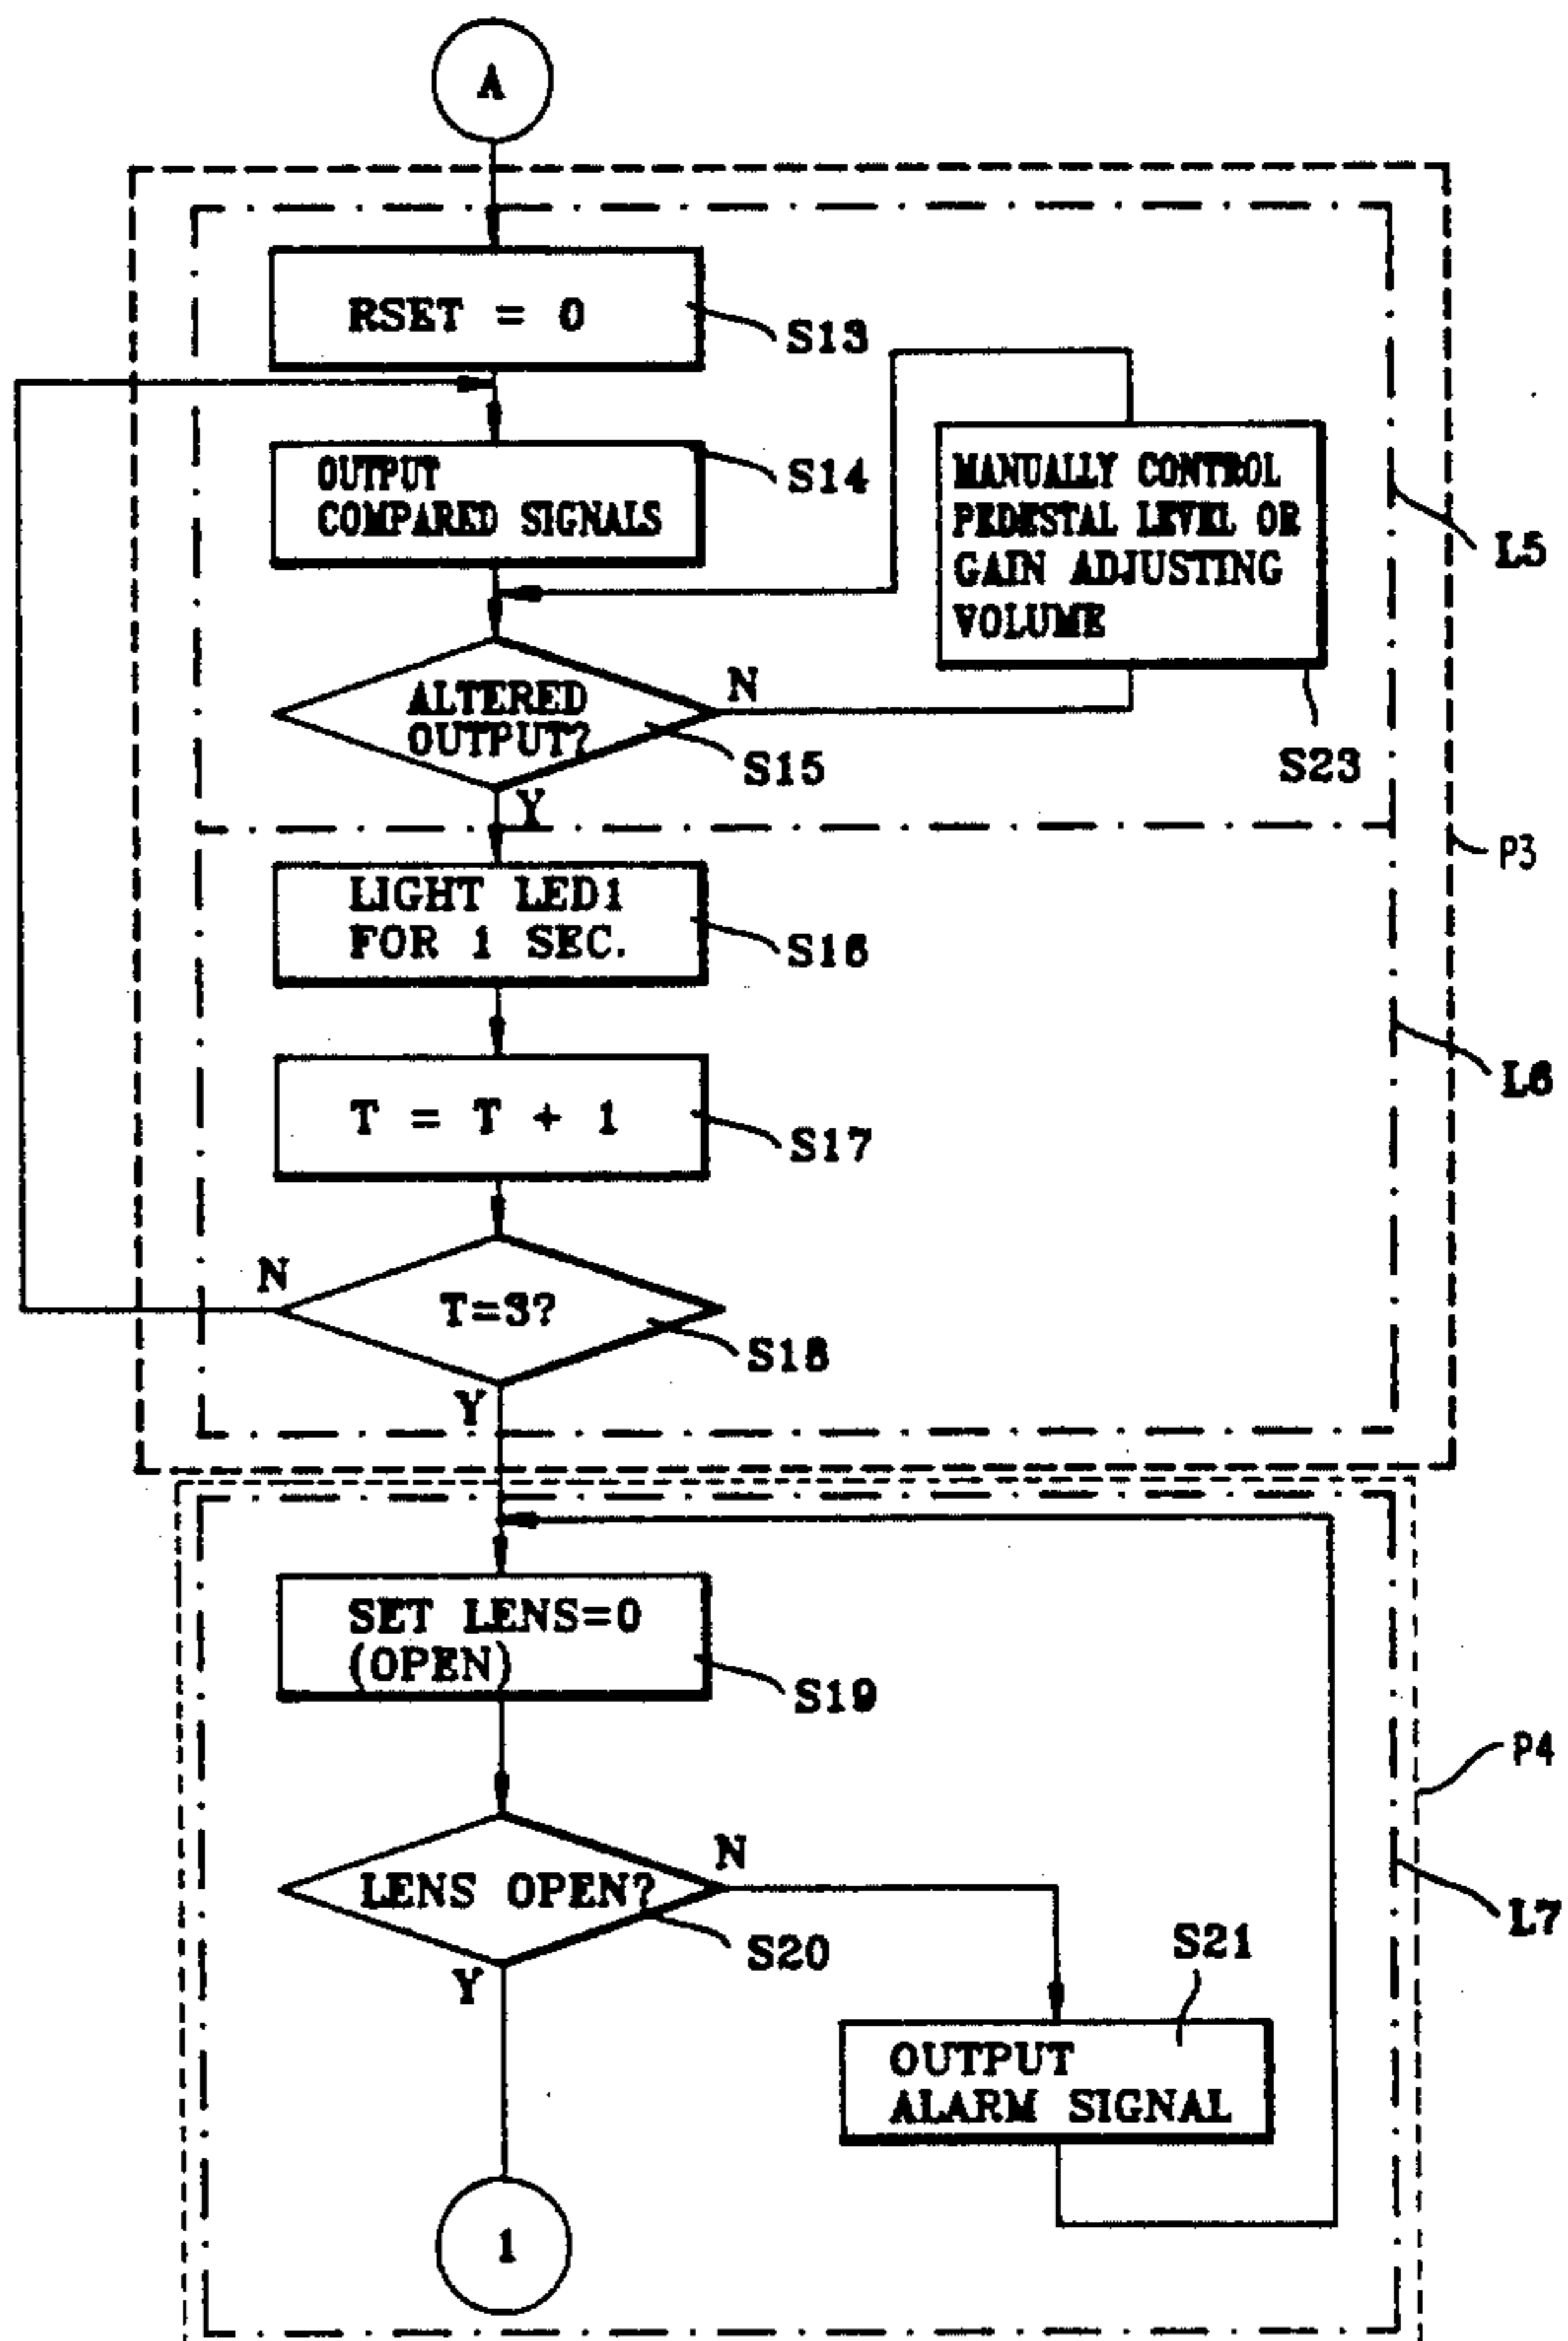 A
RSET = 0
S13
OUTPUT
COMPARED SIGNALS
S14
MANUALLY CONTROL
PEDESTAL LEVEL OR
GAIN ADJUSTING
VOLUME
L5
ALTERED
OUTPUT?
N
S15
S23
Y
P3
LIGHT LED1
FOR 1 SEC.
S16
L6
T = T + 1
S17
N
T=3?
S18
Y
SET LENS=0
(OPEN)
S19
P4
LENS OPEN?
N
L7
S20
S21
Y
OUTPUT
ALARM SIGNAL
1